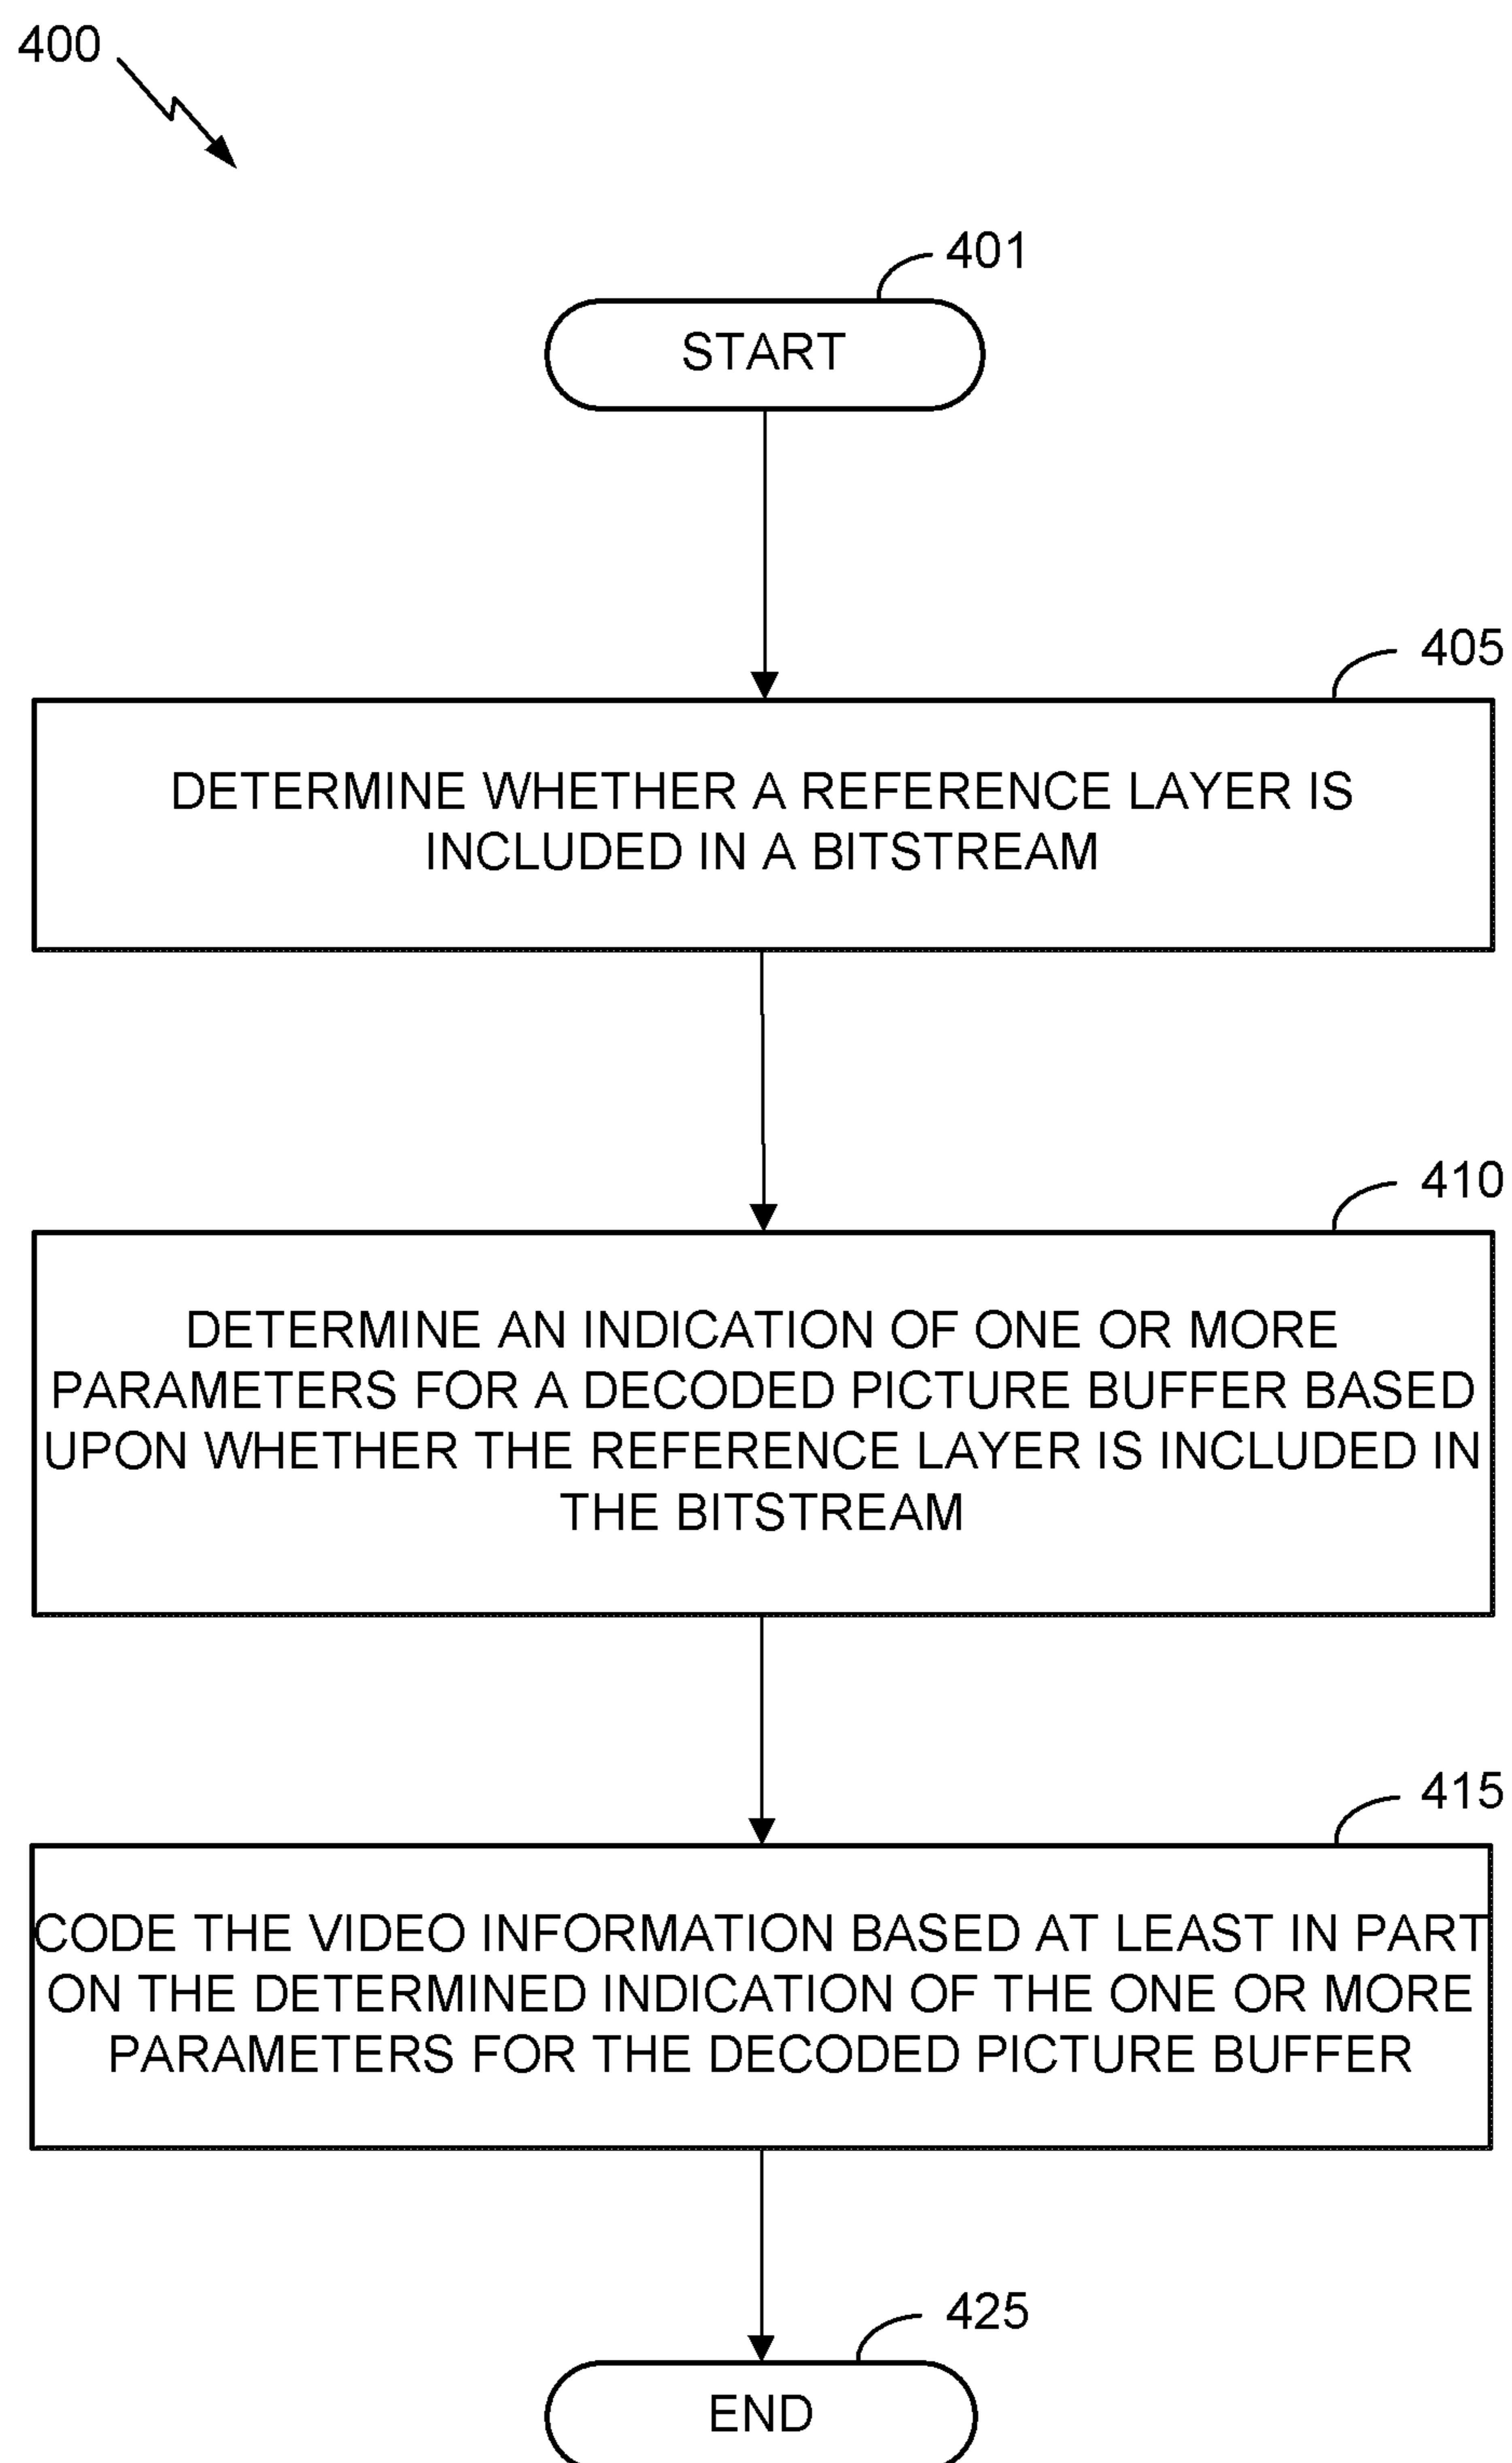 400
401
START
405
DETERMINE WHETHER A REFERENCE LAYER IS
INCLUDED IN A BITSTREAM
410
DETERMINE AN INDICATION OF ONE OR MORE
PARAMETERS FOR A DECODED PICTURE BUFFER BASED
UPON WHETHER THE REFERENCE LAYER IS INCLUDED IN
THE BITSTREAM
415
CODE THE VIDEO INFORMATION BASED AT LEAST IN PART
ON THE DETERMINED INDICATION OF THE ONE OR MORE
PARAMETERS FOR THE DECODED PICTURE BUFFER
425
END